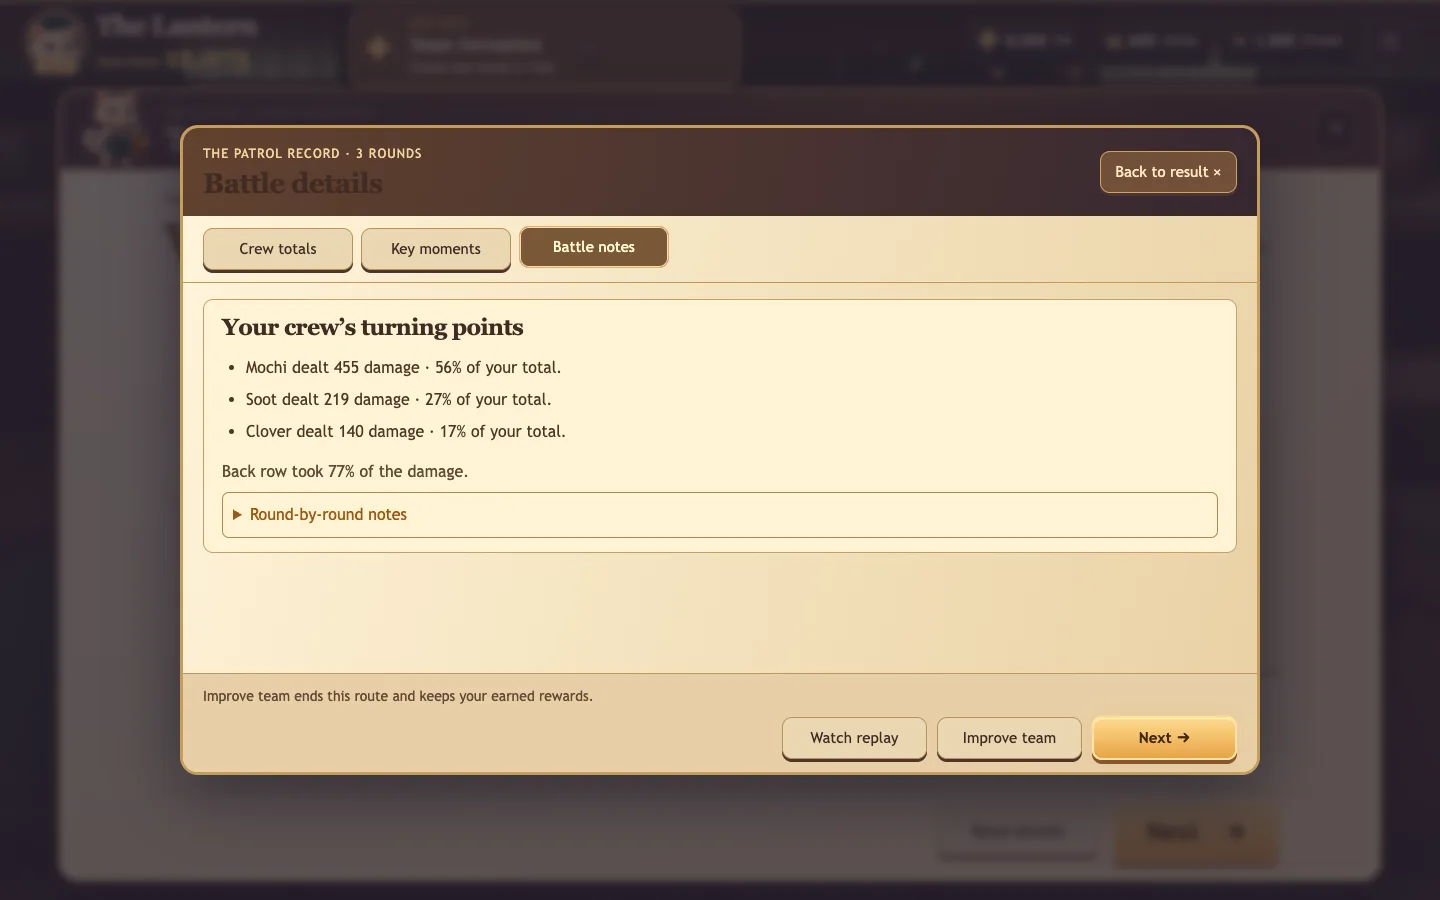 The Lantern
THE PATROL RECORD · 3 ROUNDS
Battle details
Back to result ×
Crew totals
Key moments
Battle notes
Your crew’s turning points
• Mochi dealt 455 damage · 56% of your total.
• Soot dealt 219 damage · 27% of your total.
• Clover dealt 140 damage · 17% of your total.
Back row took 77% of the damage.
▶ Round-by-round notes
Improve team ends this route and keeps your earned rewards.
Watch replay
Improve team
Next →
Next →